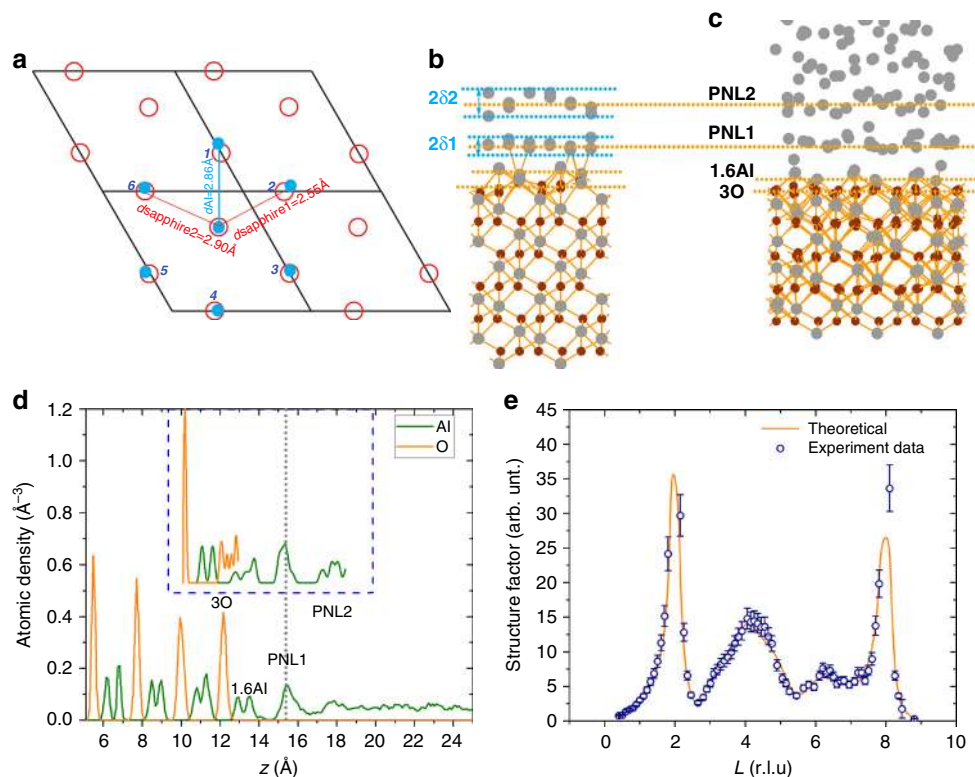 a
1
6
2
dAl=2.86Å
dsapphire2=2.90Å
dsapphire1=2.55Å
5
3
4
b
2δ2
2δ1
c
PNL2
PNL1
1.6Al
3O
d
Atomic density (Å–3)
1.2
1.0
0.8
0.6
0.4
0.2
0.0
Al
O
3O
PNL2
PNL1
1.6Al
6
8
10
12
14
16
18
20
22
24
z (Å)
e
Structure factor (arb. unt.)
45
40
35
30
25
20
15
10
5
0
Theoretical
Experiment data
0
2
4
6
8
10
L (r.l.u)